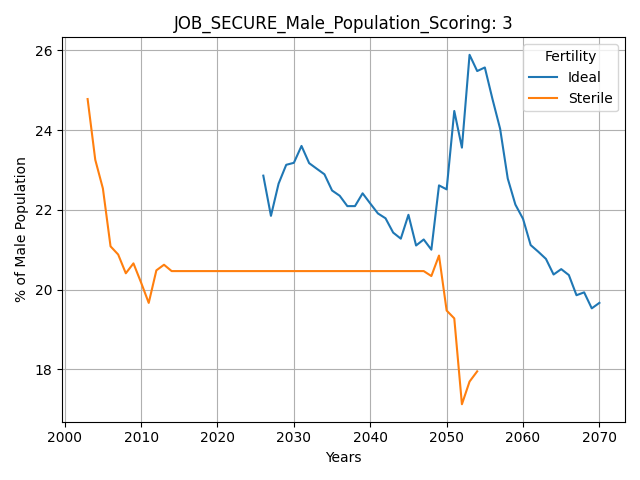 JOB_SECURE_Male_Population_Scoring: 3
Fertility
Ideal
Sterile
% of Male Population
26
24
22
20
18
2000 2010 2020 2030 2040 2050 2060 2070
Years